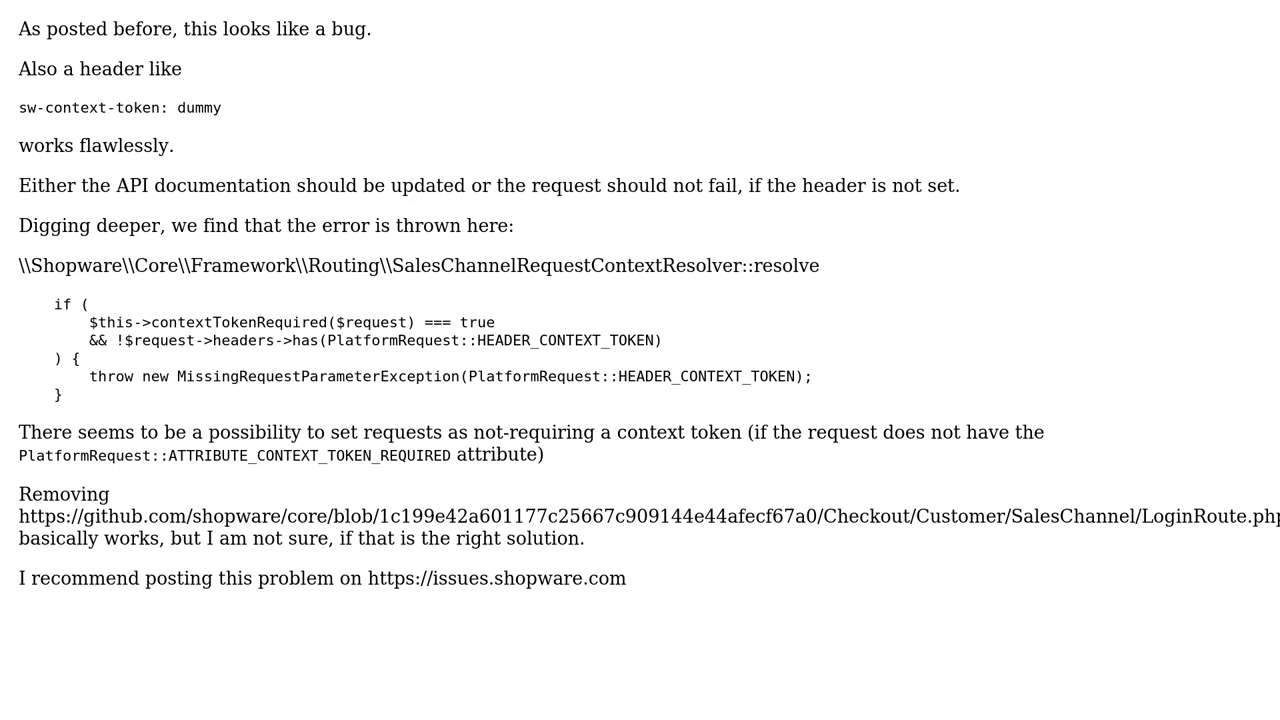 As posted before, this looks like a bug.
Also a header like
sw-context-token: dummy
works flawlessly.
Either the API documentation should be updated or the request should not fail, if the header is not set.
Digging deeper, we find that the error is thrown here:
\\Shopware\\Core\\Framework\\Routing\\SalesChannelRequestContextResolver::resolve
if (
$this->contextTokenRequired($request) === true
&& !$request->headers->has(PlatformRequest::HEADER_CONTEXT_TOKEN)
) {
throw new MissingRequestParameterException(PlatformRequest::HEADER_CONTEXT_TOKEN);
}
There seems to be a possibility to set requests as not-requiring a context token (if the request does not have the
PlatformRequest::ATTRIBUTE_CONTEXT_TOKEN_REQUIRED attribute)
Removing
https://github.com/shopware/core/blob/1c199e42a601177c25667c909144e44afecf67a0/Checkout/Customer/SalesChannel/LoginRoute.php
basically works, but I am not sure, if that is the right solution.
I recommend posting this problem on https://issues.shopware.com